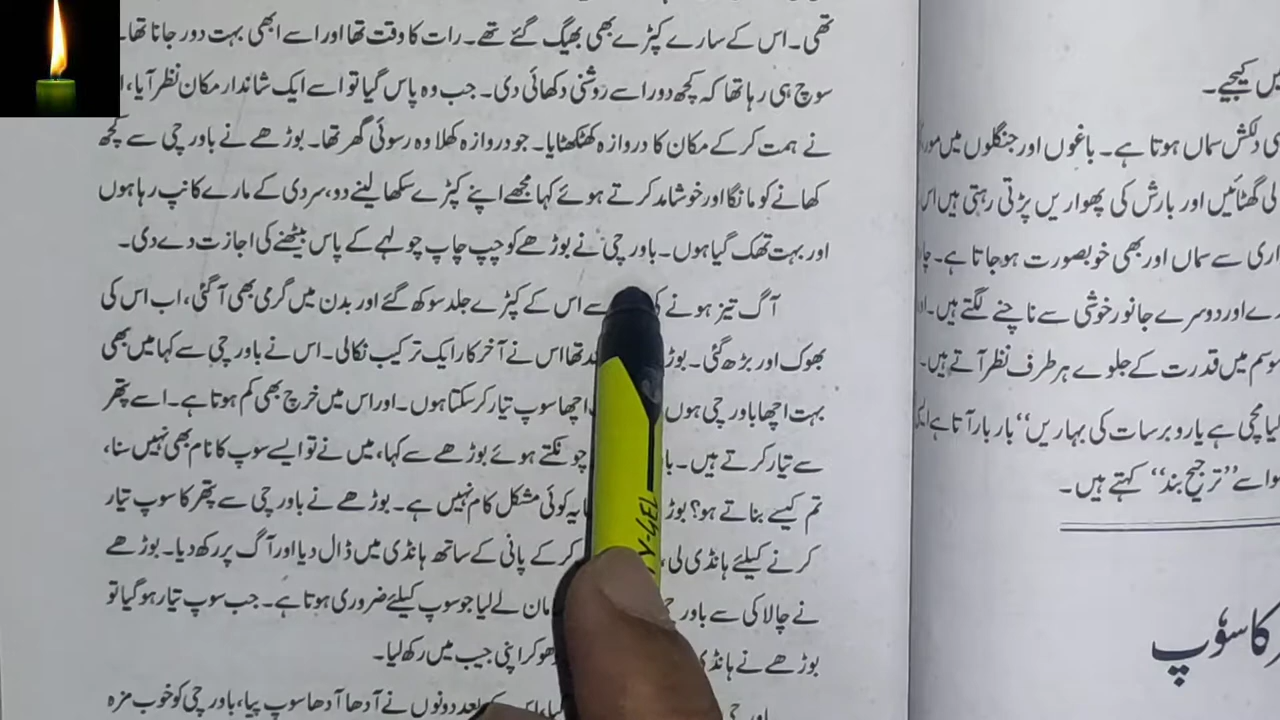 تھی۔ اس کے سارے کپڑے بھی بھیگ گئے تھے۔ رات کا وقت تھا اور اسے ابھی بہت دور جانا تھا۔
سوچ ہی رہا تھا کہ کچھ دور اسے روشنی دکھائی دی۔ جب وہ پاس گیا تو اسے ایک شاندار مکان نظر آیا،
نے ہمت کر کے مکان کا دروازہ کھٹکھٹایا۔ جو دروازہ کھلا وہ رسوئی گھر تھا۔ بوڑھے نے باورچی سے کچھ
کھانے کو مانگا اور خوشامد کرتے ہوئے کہا مجھے اپنے کپڑے سکھا لینے دو، سردی کے مارے کانپ رہا ہوں
اور بہت تھک گیا ہوں۔ باورچی نے بوڑھے کو چپ چاپ چولہے کے پاس بیٹھنے کی اجازت دے دی۔
آگ تیز ہونے سے اس کے کپڑے جلد سوکھ گئے اور بدن میں گرمی بھی آ گئی، اب اس کی
بھوک اور بڑھ گئی۔ تھا اس نے آخر کار ایک ترکیب نکالی۔ اس نے باورچی سے کہا میں بھی
بہت اچھا باورچی ہوں اچھا سوپ تیار کر سکتا ہوں۔ اور اس میں خرچ بھی کم ہوتا ہے۔ اسے پتھر
سے تیار کرتے ہیں۔ چونکتے ہوئے بوڑھے سے کہا، میں نے تو ایسے سوپ کا نام بھی نہیں سنا،
تم کیسے بناتے ہو؟ یہ کوئی مشکل کام نہیں ہے۔ بوڑھے نے باورچی سے پتھر کا سوپ تیار
کرنے کیلئے ہانڈی لی، کر کے پانی کے ساتھ ہانڈی میں ڈال دیا اور آگ پر رکھ دیا۔ بوڑھے
نے چالاکی سے مان لے لیا جو سوپ کیلئے ضروری ہوتا ہے۔ جب سوپ تیار ہو گیا تو
بوڑھے نے ہانڈی دھو کر اپنی جیب میں رکھ لیا۔
بعد دونوں نے آدھا آدھا سوپ پیا، باورچی کو خوب مزہ
میں کیجیے۔
دلکش سماں ہوتا ہے۔ باغوں اور جنگلوں میں مور
گھٹائیں اور بارش کی پھواریں پڑتی رہتی ہیں اس
سے سماں اور بھی خوبصورت ہو جاتا ہے۔
اور دوسرے جانور خوشی سے ناچنے لگتے ہیں۔
موسم میں قدرت کے جلوے ہر طرف نظر آتے ہیں۔
مچی ہے یارو برسات کی بہاریں“ بار بار آتا ہے
”ترجیع بند“ کہتے ہیں۔
کا سوٗپ